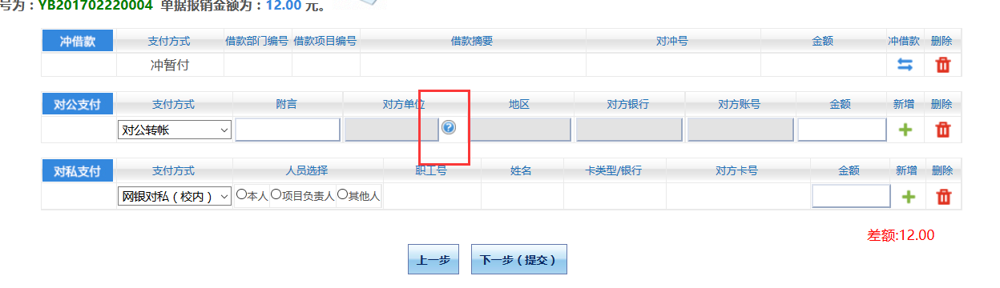 号为：YB201702220004 单据报销金额为：12.00 元。
冲借款 支付方式 借款部门编号 借款项目编号 借款摘要 对冲号 金额 冲借款 删除
冲暂付
对公支付 支付方式 附言 对方单位 地区 对方银行 对方账号 金额 新增 删除
对公转帐
对私支付 支付方式 人员选择 职工号 姓名 卡类型/银行 对方卡号 金额 新增 删除
网银对私（校内） 本人 项目负责人 其他人
差额:12.00
上一步 下一步（提交）